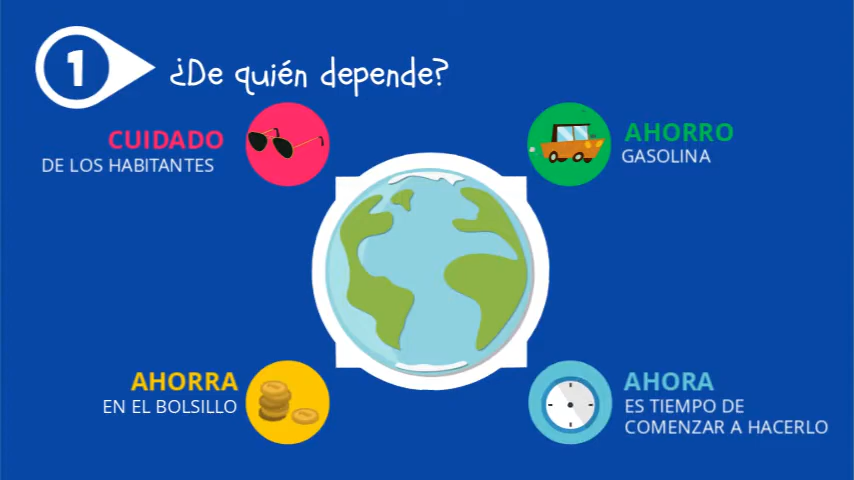 1 ¿De quién depende?
CUIDADO
DE LOS HABITANTES
AHORRO
GASOLINA
AHORRA
EN EL BOLSILLO
AHORA
ES TIEMPO DE
COMENZAR A HACERLO